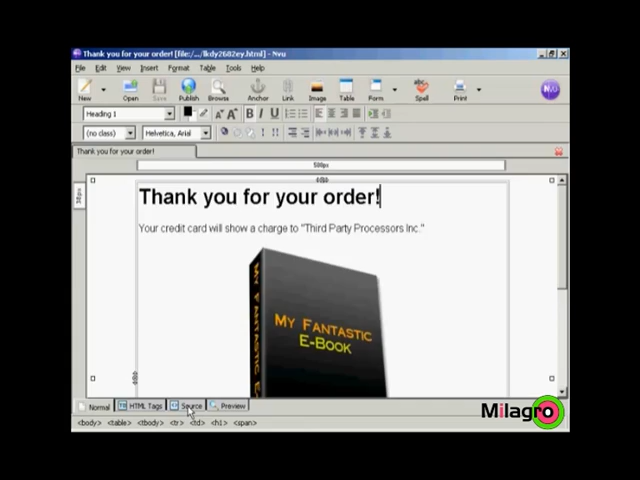 Thank you for your order! [file:/.../lkdy2682ey.html] - Nvu
File Edit View Insert Format Table Tools Help
New Open Save Publish Browse Anchor Link Image Table Form Spell Print
Heading 1
(no class) Helvetica, Arial
Thank you for your order!
500px
Thank you for your order!
Your credit card will show a charge to "Third Party Processors Inc."
MY FANTASTIC
E-BOOK
MY FANTASTIC E-
Normal HTML Tags Source Preview
<body> <table> <tbody> <tr> <td> <h1> <span>
Milagro